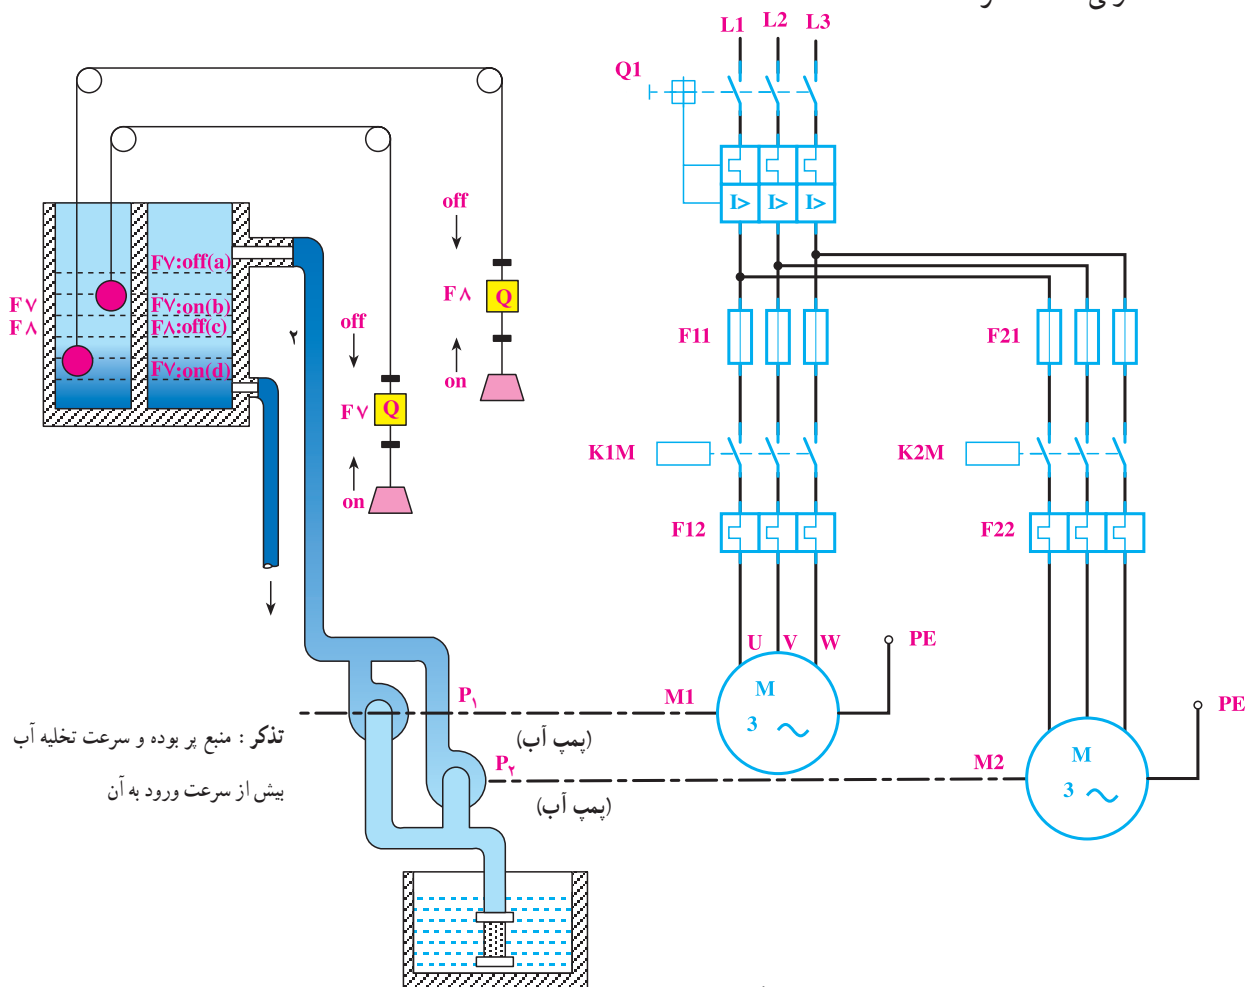 L1 L2 L3
Q1
I> I> I>
off
F۸ Q
on
off
F۷ Q
on
F۷:off(a)
F۷
F۷:on(b)
F۸
F۸:off(c)
F۷:on(d)
۲
F11
F21
K1M
K2M
F12
F22
U V W
PE
M1
M
3
P۱
(پمپ آب)
PE
M2
M
3
P۲
(پمپ آب)
تذکر : منبع پر بوده و سرعت تخلیه آب
بیش از سرعت ورود به آن